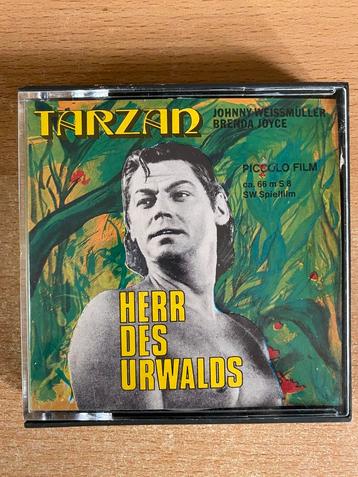 TARZAN
JOHNNY WEISSMULLER
BRENDA JOYCE
PICCOLO FILM
ca. 66 m S 8
SW Spielfilm
HERR
DES
URWALDS